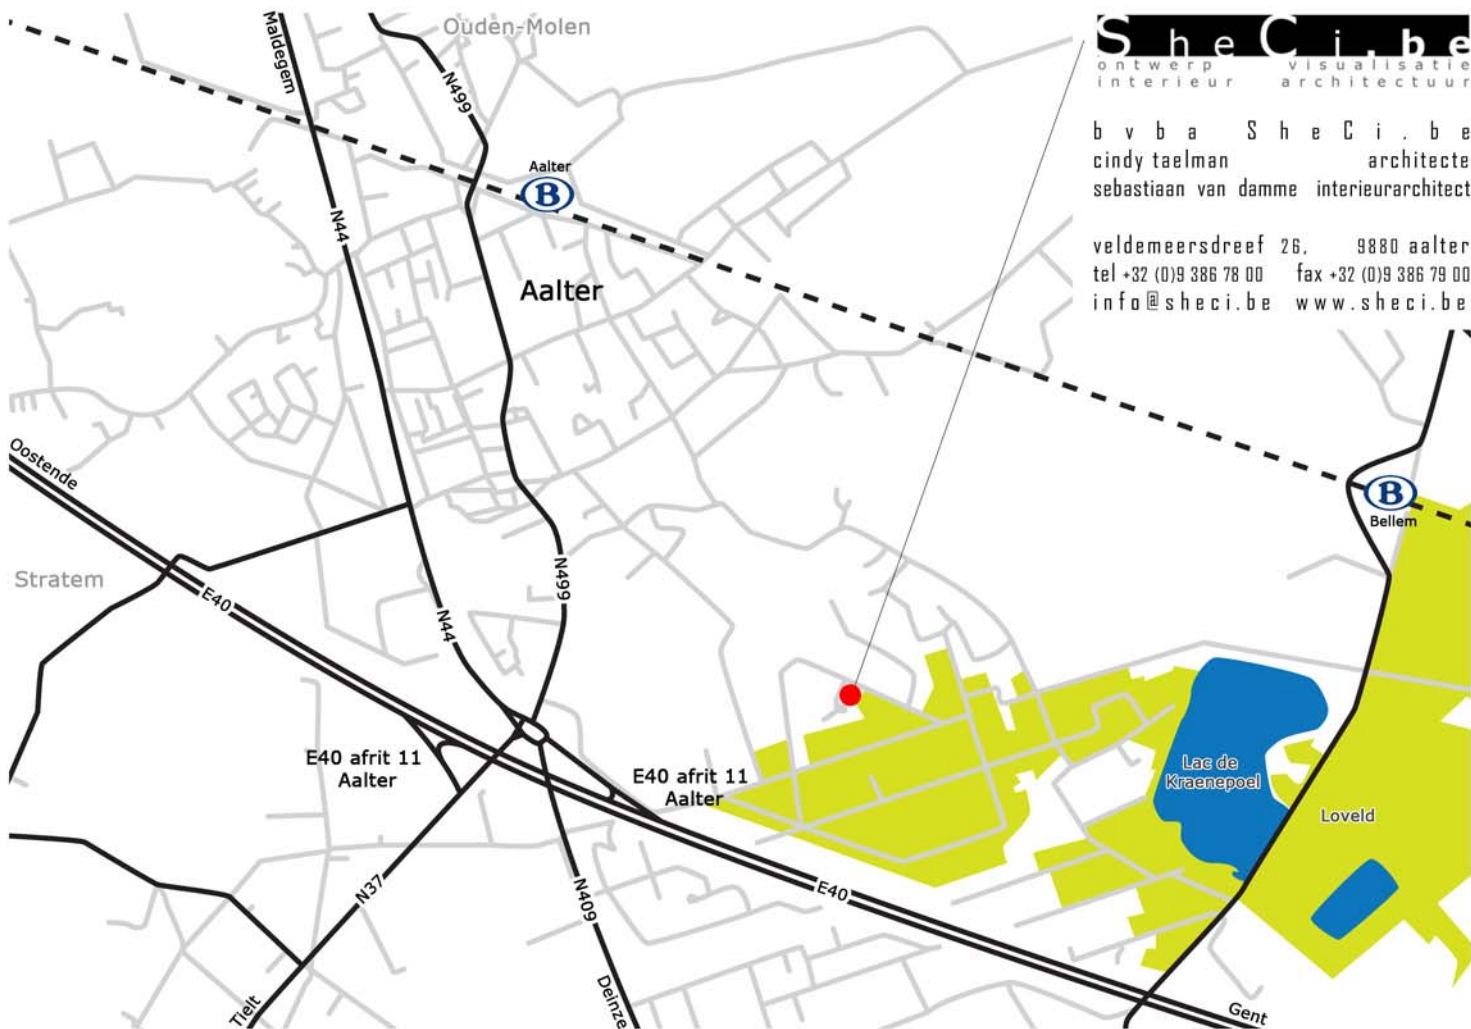 SheCi.be
ontwerp visualisatie
interieur architectuur
bvba SheCi.be
cindy taelman architecte
sebastiaan van damme interieurarchitect
veldemeersdreef 26, 9880 aalter
tel +32 (0)9 386 78 00 fax +32 (0)9 386 79 00
info@sheci.be www.sheci.be
Maldegem
Ouden-Molen
N499
Aalter
B
N44
Aalter
Oostende
B
Bellem
Stratem
E40
N44
N499
E40 afrit 11
Aalter
E40 afrit 11
Aalter
Lac de
Kraenepoel
Loveld
N37
N409
E40
Tielt
Deinze
Gent